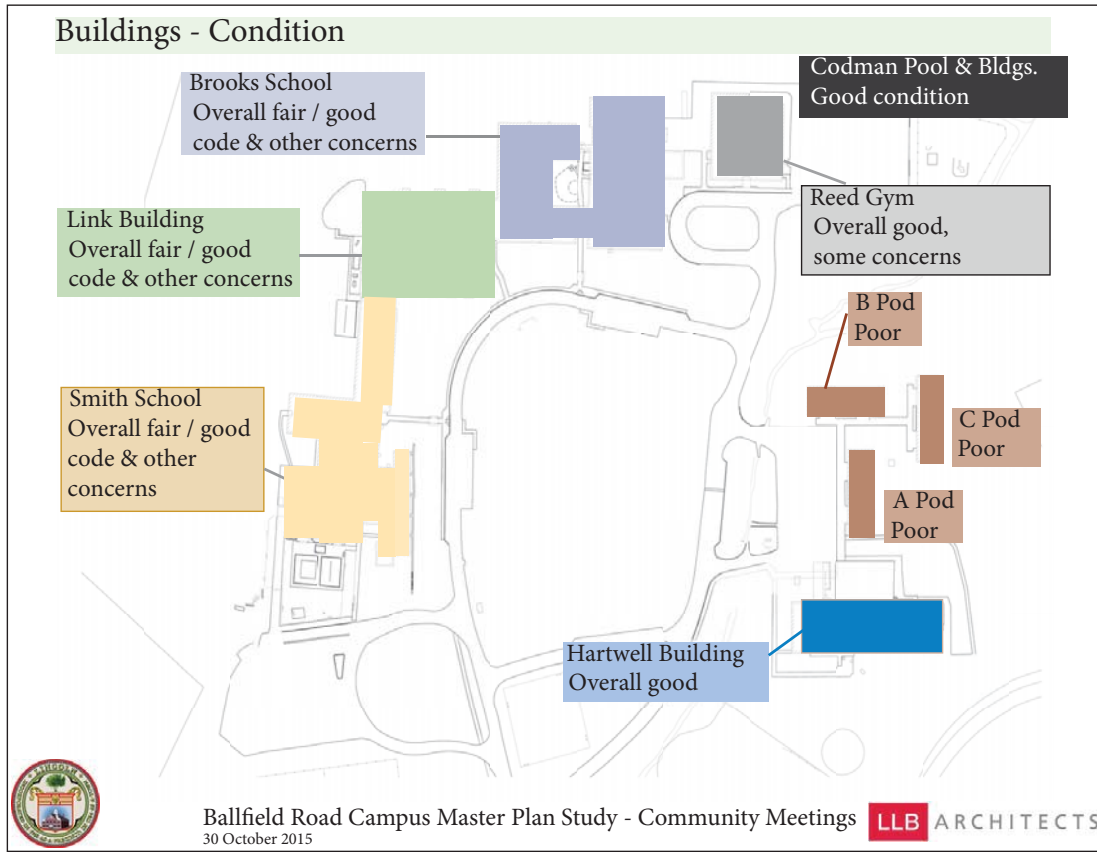 Buildings - Condition
Brooks School
Overall fair / good
code & other concerns
Codman Pool & Bldgs.
Good condition
Link Building
Overall fair / good
code & other concerns
Reed Gym
Overall good,
some concerns
B Pod
Poor
Smith School
Overall fair / good
code & other
concerns
C Pod
Poor
A Pod
Poor
Hartwell Building
Overall good
Ballfield Road Campus Master Plan Study - Community Meetings
30 October 2015
LLB ARCHITECTS
LINCOLN